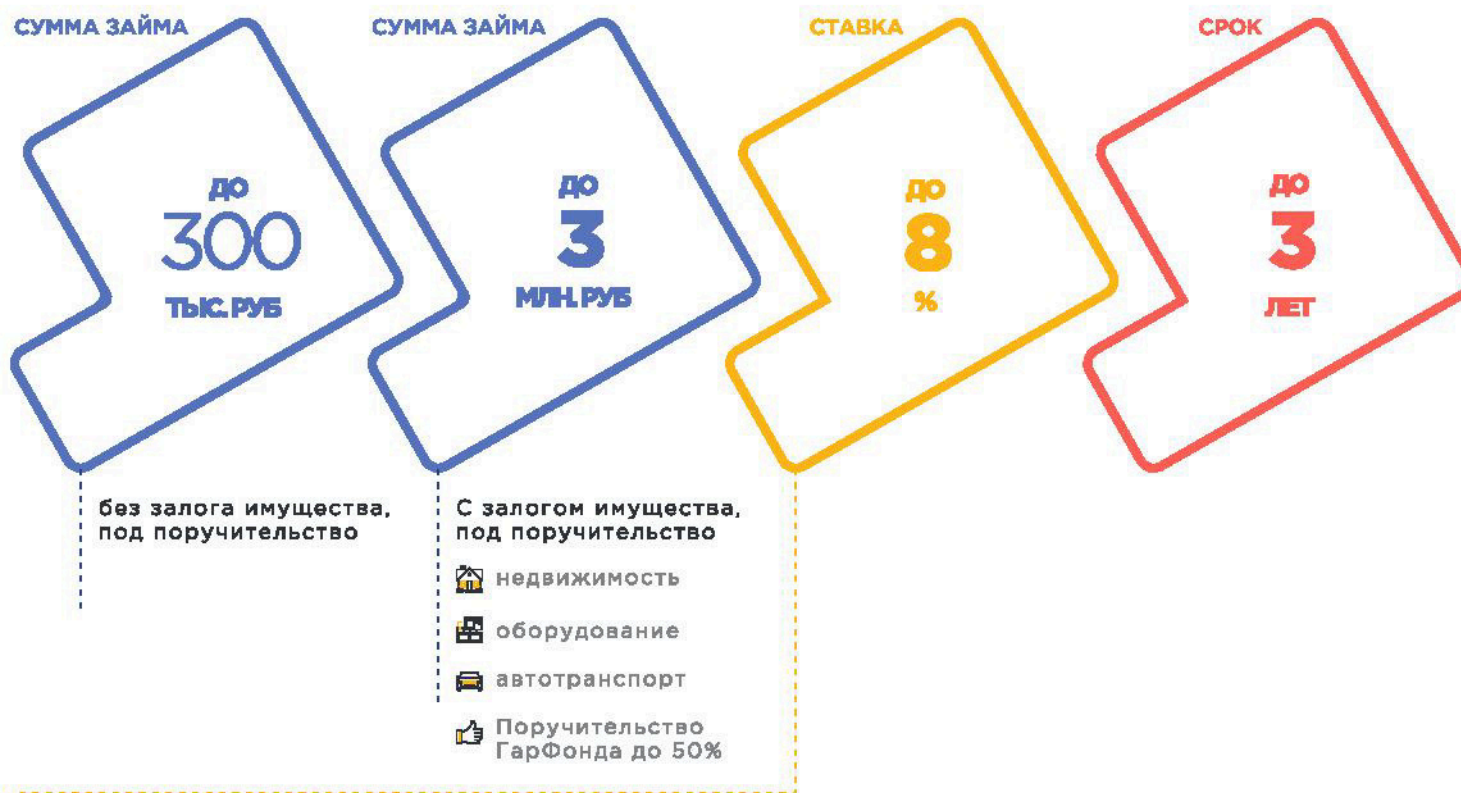 СУММА ЗАЙМА
ДО
300
ТЫС. РУБ
без залога имущества,
под поручительство
СУММА ЗАЙМА
ДО
3
МЛН. РУБ
С залогом имущества,
под поручительство
недвижимость
оборудование
автотранспорт
Поручительство
ГарФонда до 50%
СТАВКА
ДО
8
%
СРОК
ДО
3
ЛЕТ